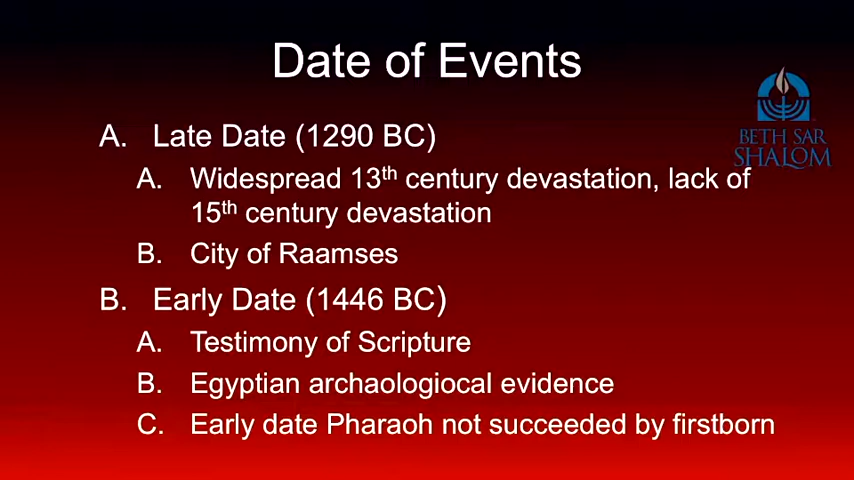 Date of Events
BETH SAR
SHALOM
A. Late Date (1290 BC)
A. Widespread 13th century devastation, lack of
15th century devastation
B. City of Raamses
B. Early Date (1446 BC)
A. Testimony of Scripture
B. Egyptian archaologiocal evidence
C. Early date Pharaoh not succeeded by firstborn